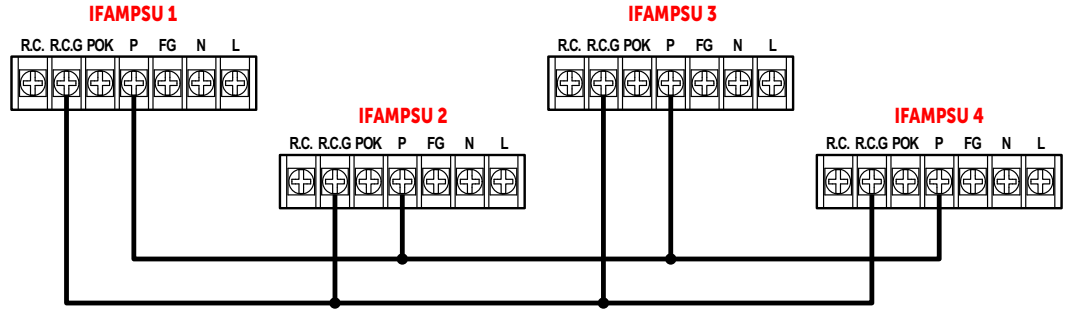 IFAMPSU 1
R.C. R.C.G POK P FG N L
IFAMPSU 2
R.C. R.C.G POK P FG N L
IFAMPSU 3
R.C. R.C.G POK P FG N L
IFAMPSU 4
R.C. R.C.G POK P FG N L